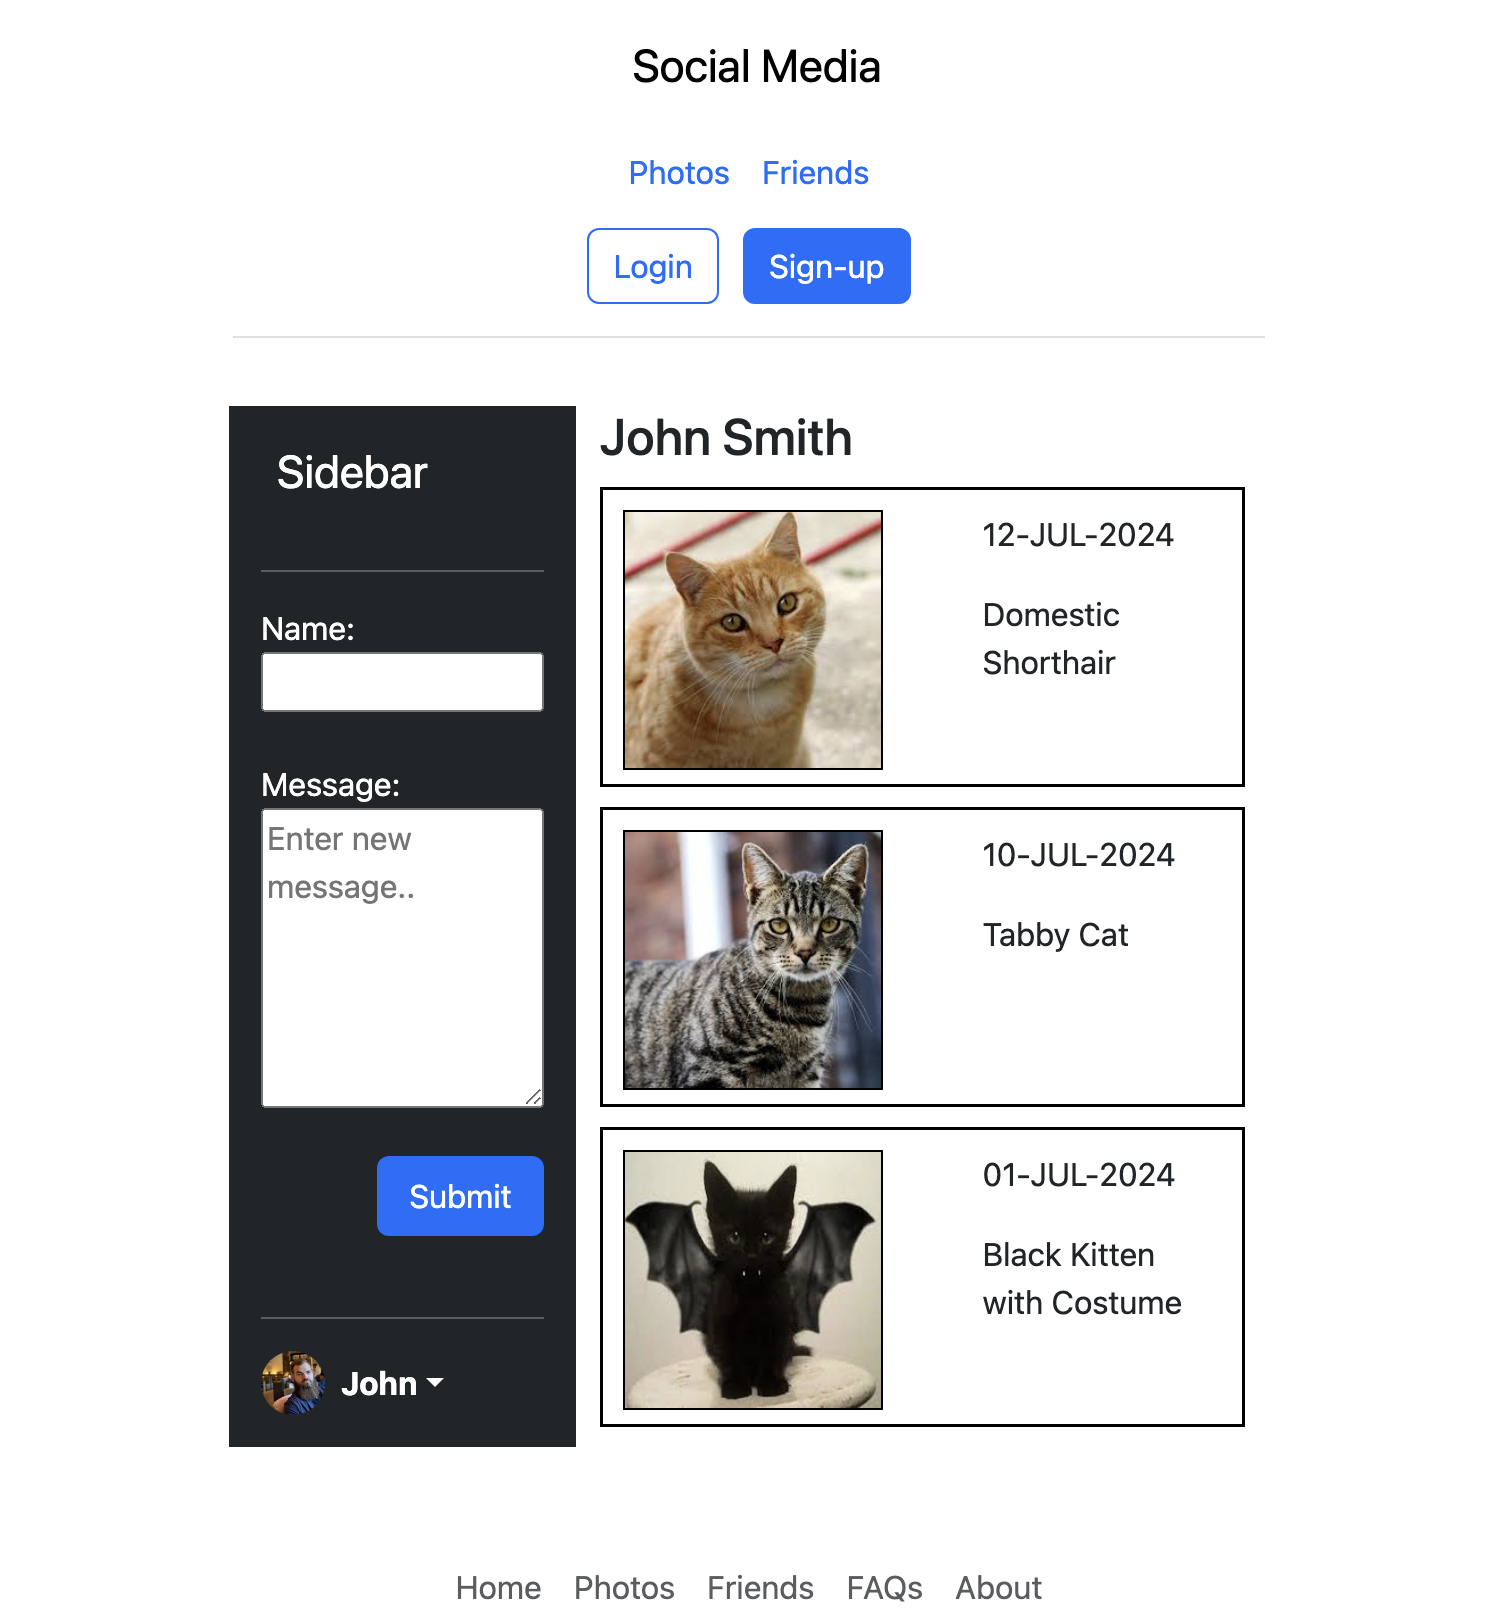 Social Media
Photos Friends
Login Sign-up
Sidebar
Name:
Message:
Enter new
message..
Submit
John
John Smith
12-JUL-2024
Domestic
Shorthair
10-JUL-2024
Tabby Cat
01-JUL-2024
Black Kitten
with Costume
Home Photos Friends FAQs About